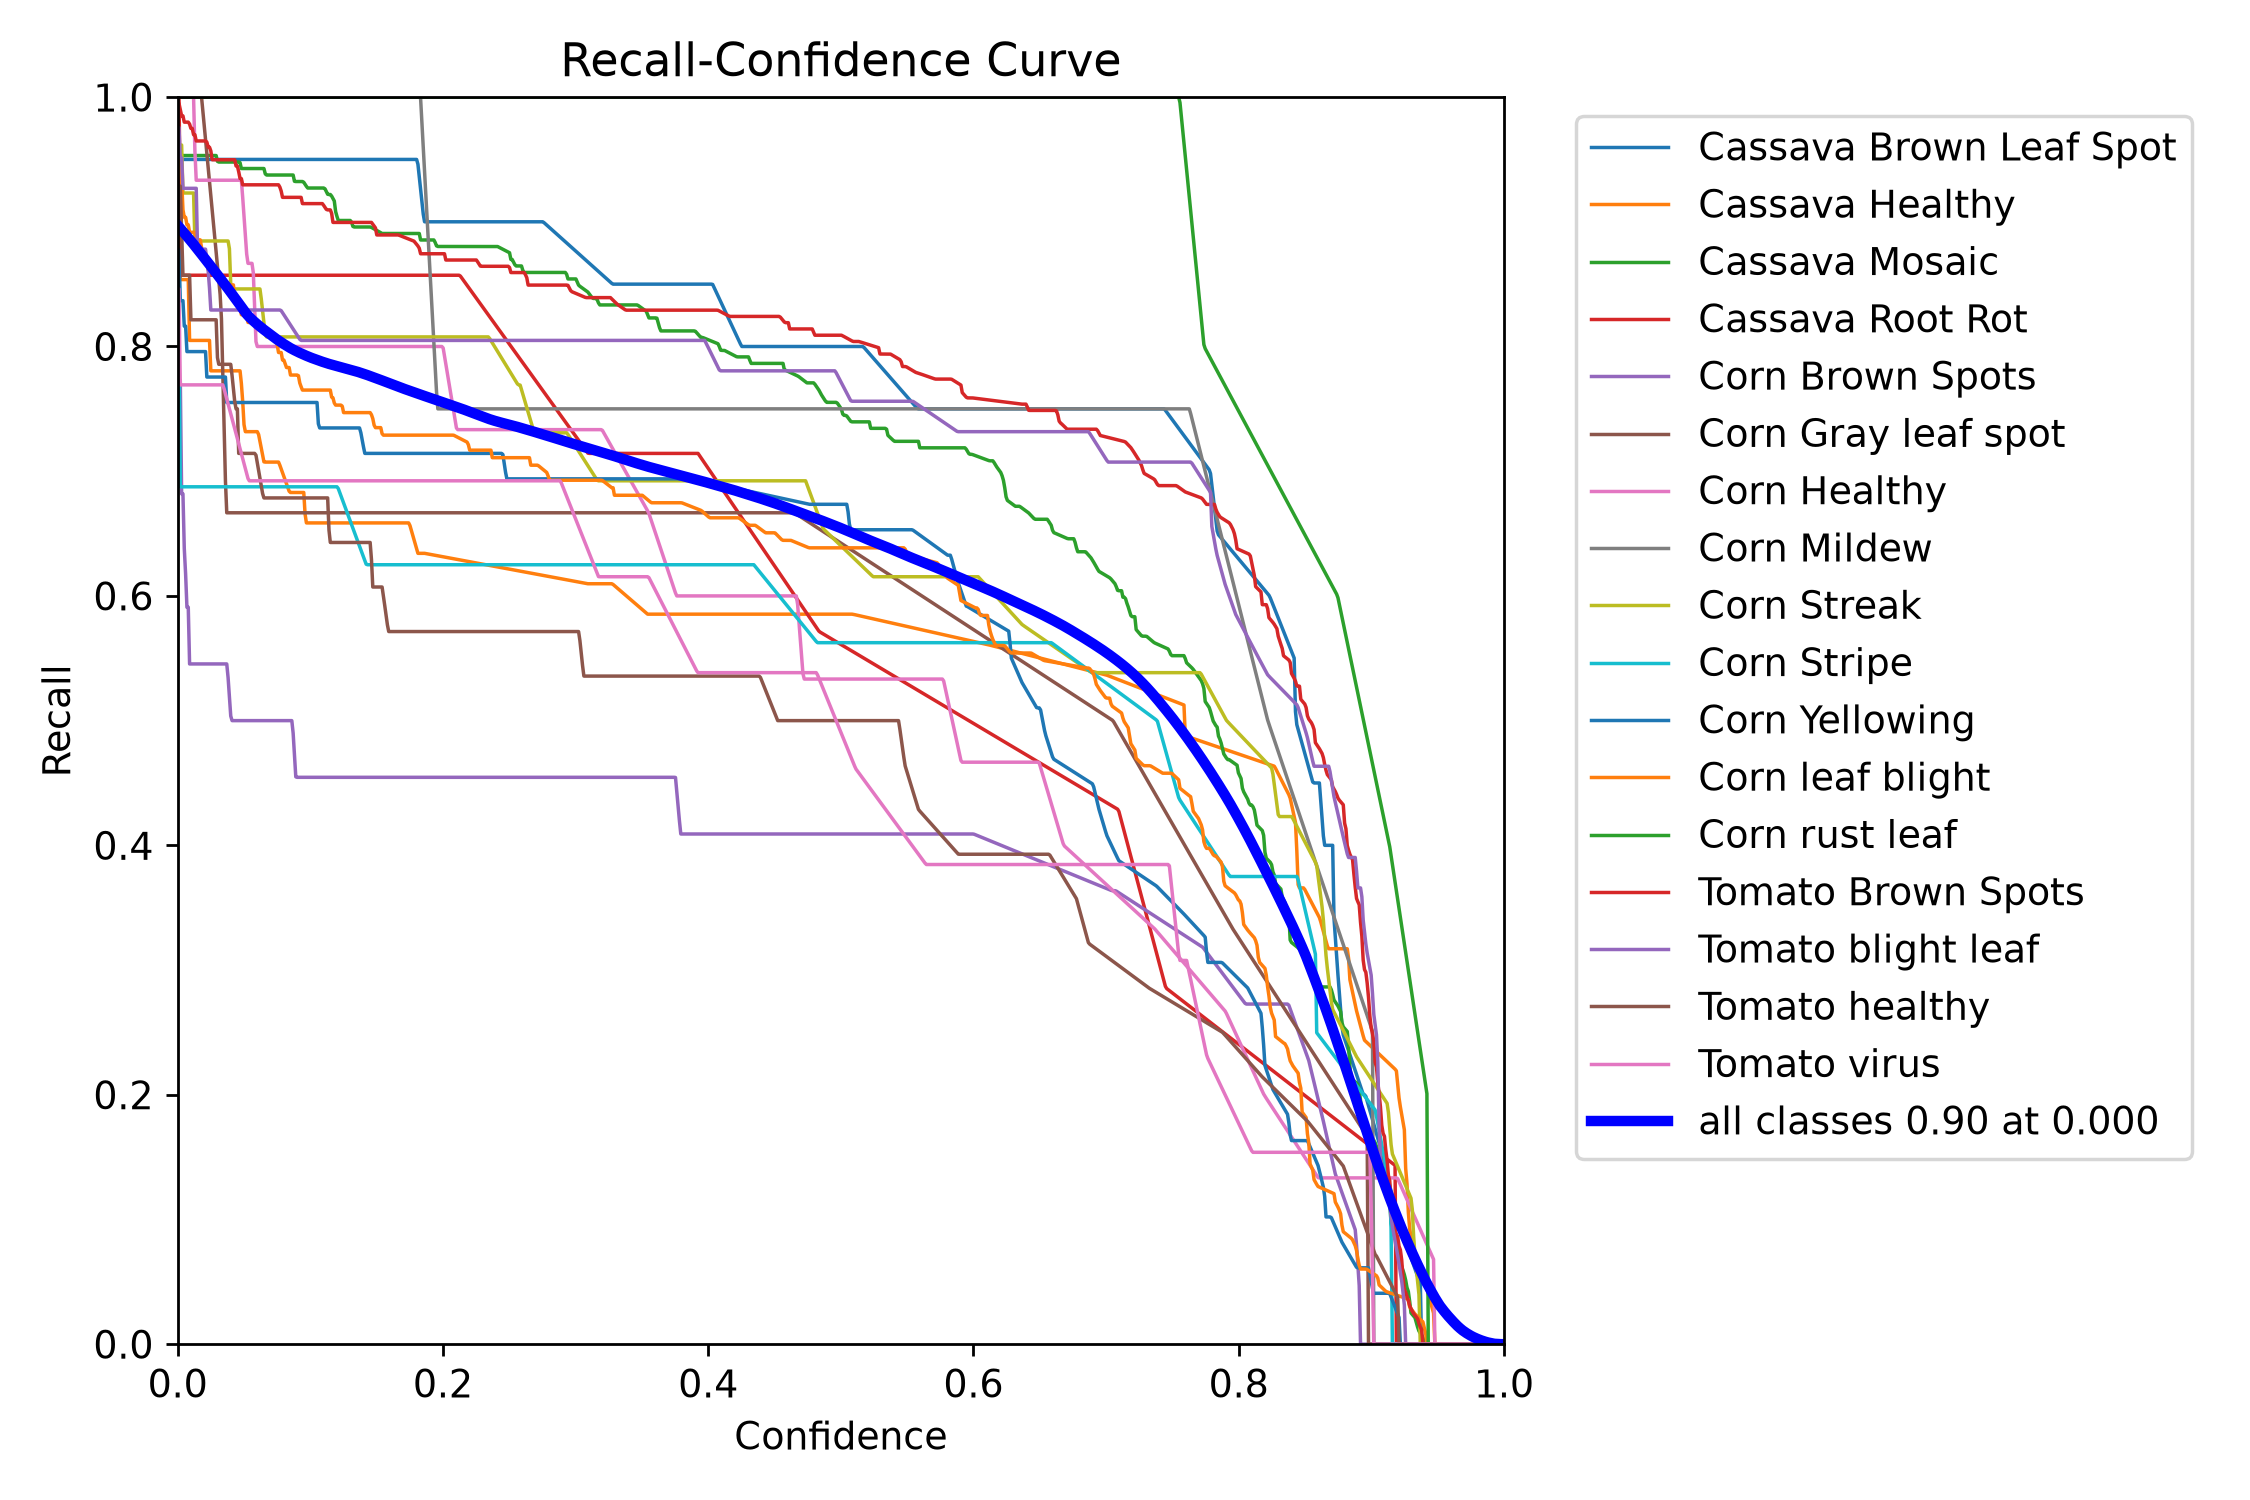 Recall-Confidence Curve
1.0
0.8
0.6
0.4
0.2
0.0
Recall
0.0 0.2 0.4 0.6 0.8 1.0
Confidence
Cassava Brown Leaf Spot
Cassava Healthy
Cassava Mosaic
Cassava Root Rot
Corn Brown Spots
Corn Gray leaf spot
Corn Healthy
Corn Mildew
Corn Streak
Corn Stripe
Corn Yellowing
Corn leaf blight
Corn rust leaf
Tomato Brown Spots
Tomato blight leaf
Tomato healthy
Tomato virus
all classes 0.90 at 0.000